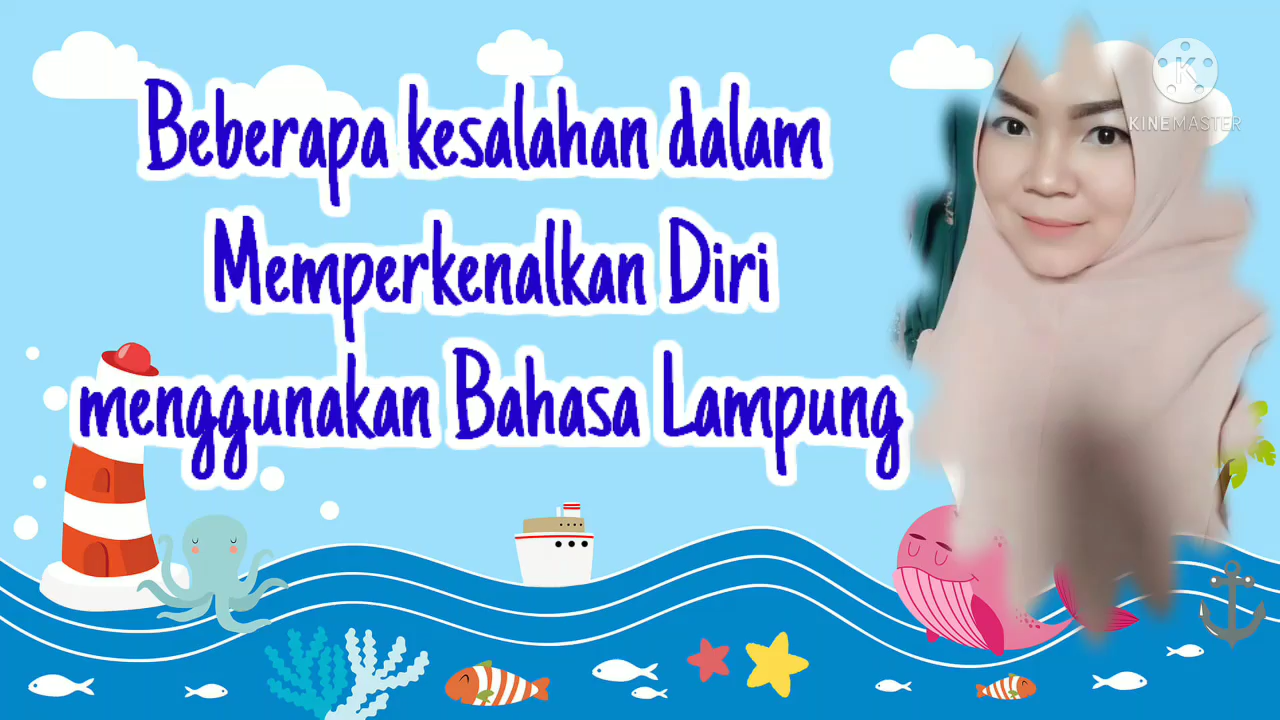 Beberapa kesalahan dalam
Memperkenalkan Diri
menggunakan Bahasa Lampung
K
KINEMASTER